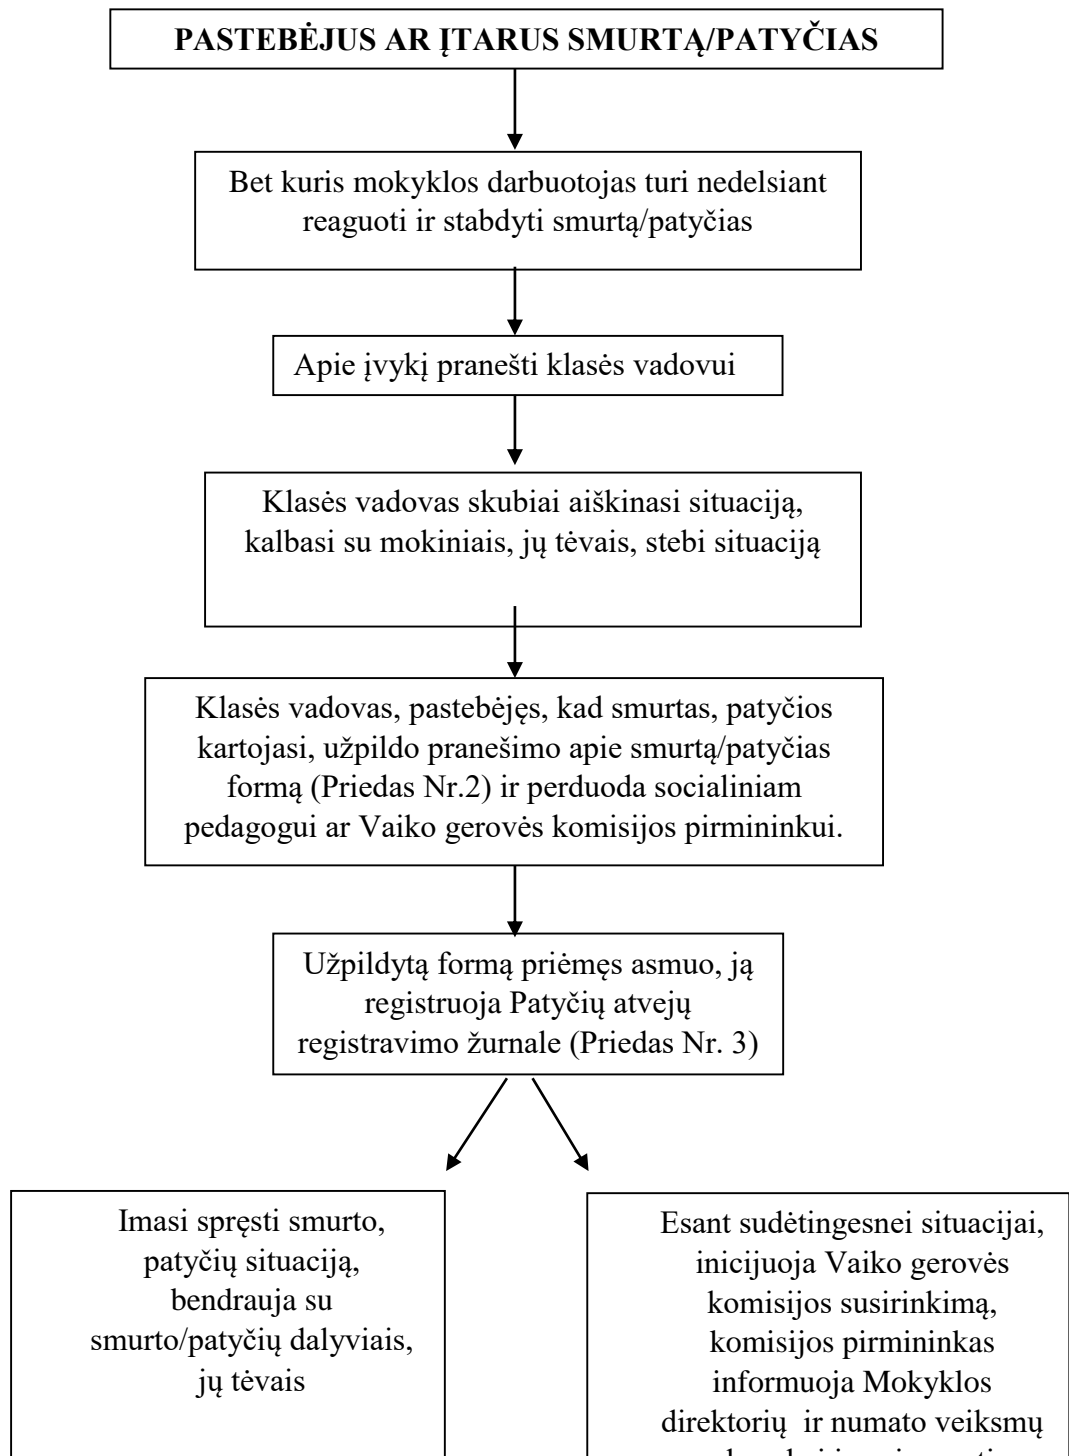 PASTEBĖJUS AR ĮTARUS SMURTĄ/PATYČIAS
Bet kuris mokyklos darbuotojas turi nedelsiant
reaguoti ir stabdyti smurtą/patyčias
Apie įvykį pranešti klasės vadovui
Klasės vadovas skubiai aiškinasi situaciją,
kalbasi su mokiniais, jų tėvais, stebi situaciją
Klasės vadovas, pastebėjęs, kad smurtas, patyčios
kartojasi, užpildo pranešimo apie smurtą/patyčias
formą (Priedas Nr.2) ir perduoda socialiniam
pedagogui ar Vaiko gerovės komisijos pirmininkui.
Užpildytą formą priėmęs asmuo, ją
registruoja Patyčių atvejų
registravimo žurnale (Priedas Nr. 3)
Imasi spręsti smurto,
patyčių situaciją,
bendrauja su
smurto/patyčių dalyviais,
jų tėvais
Esant sudėtingesnei situacijai,
inicijuoja Vaiko gerovės
komisijos susirinkimą,
komisijos pirmininkas
informuoja Mokyklos
direktorių ir numato veiksmų